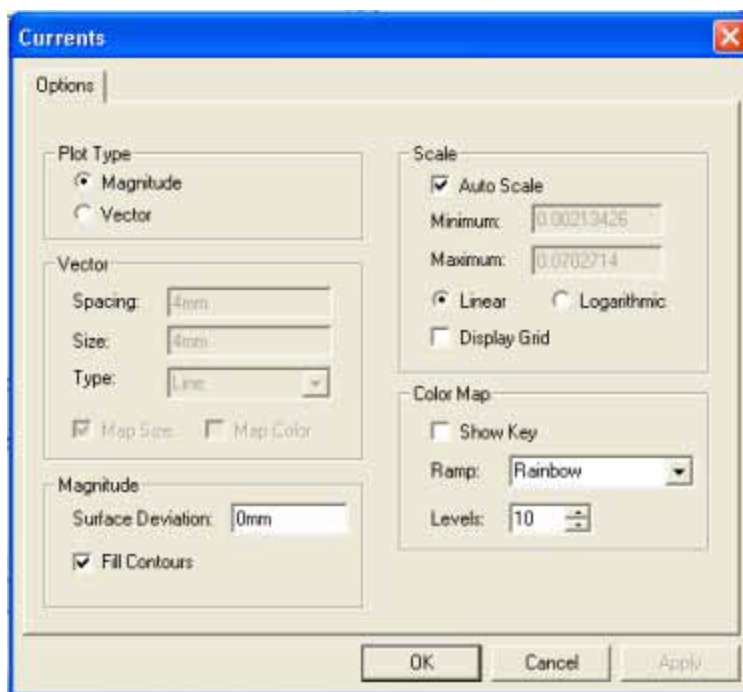 Currents
Options
Plot Type
Magnitude
Vector
Vector
Spacing: 4mm
Size: 4mm
Type: Line
Map Size Map Color
Magnitude
Surface Deviation: 0mm
Fill Contours
Scale
Auto Scale
Minimum: 0.00213426
Maximum: 0.0702714
Linear Logarithmic
Display Grid
Color Map
Show Key
Ramp: Rainbow
Levels: 10
OK Cancel Apply